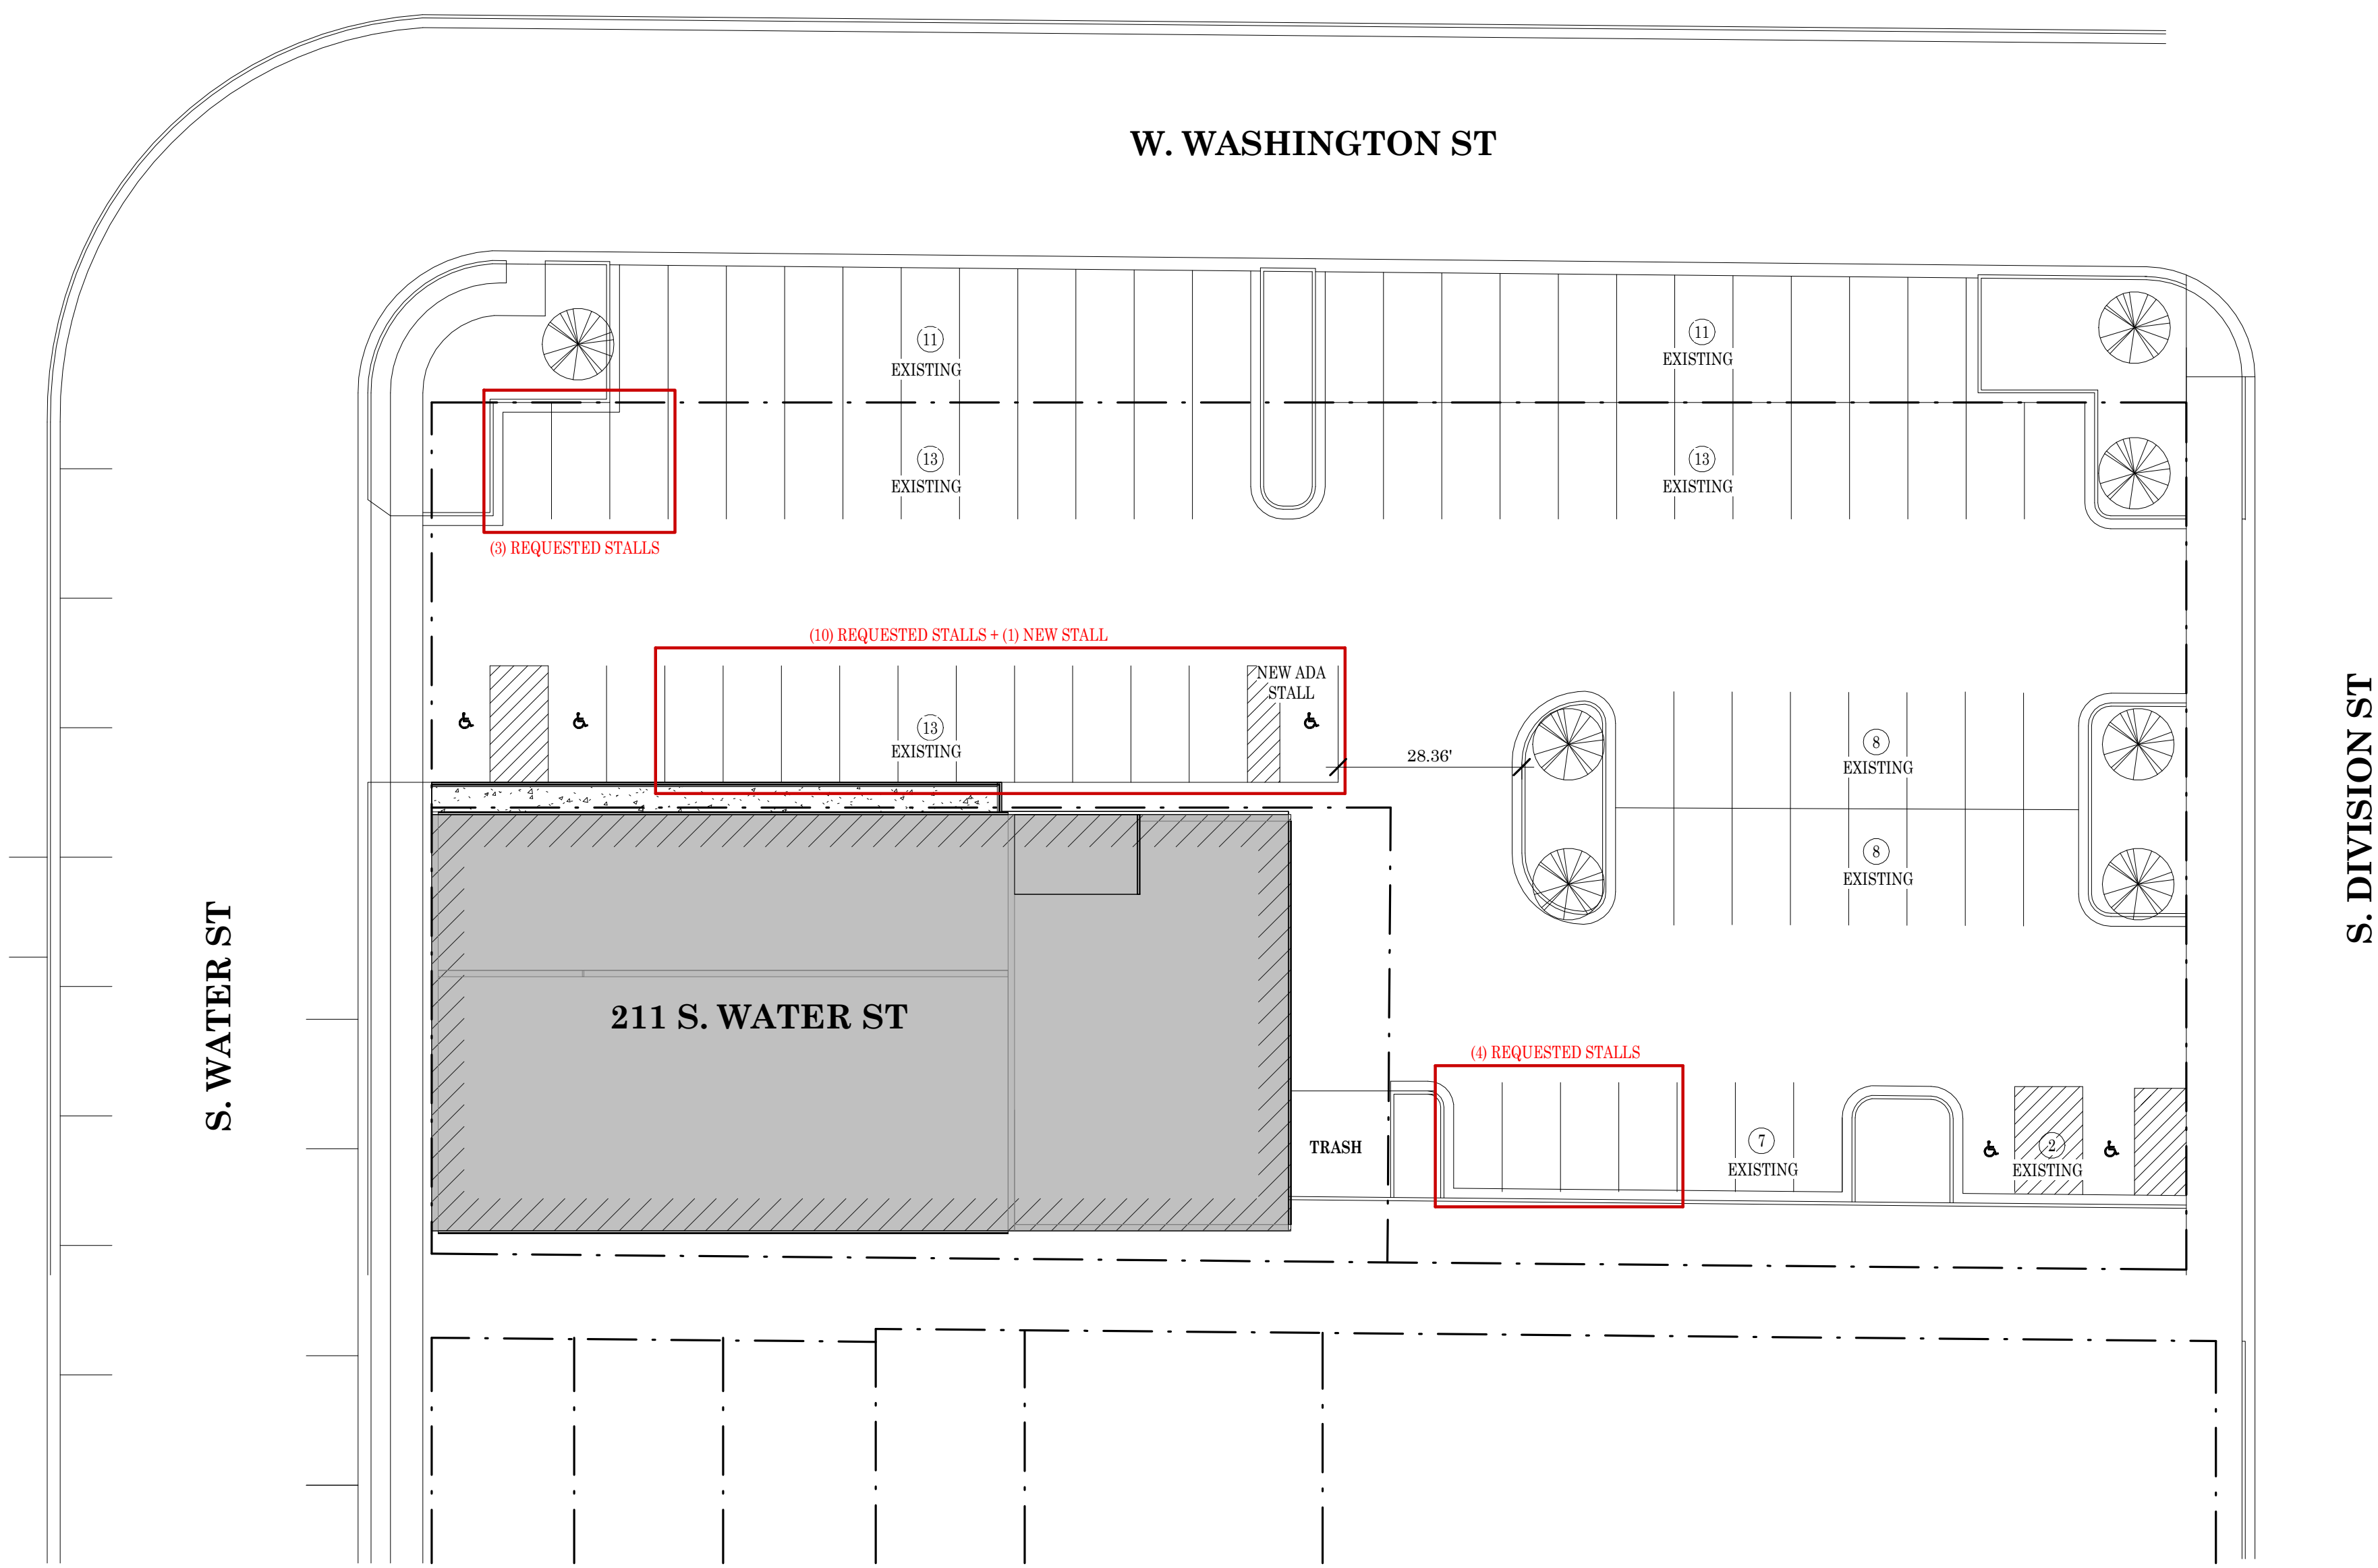 W. WASHINGTON ST
11
EXISTING
11
EXISTING
13
EXISTING
13
EXISTING
(3) REQUESTED STALLS
(10) REQUESTED STALLS + (1) NEW STALL
NEW ADA
STALL
13
EXISTING
28.36'
8
EXISTING
8
EXISTING
S. DIVISION ST
S. WATER ST
211 S. WATER ST
(4) REQUESTED STALLS
TRASH
7
EXISTING
2
EXISTING